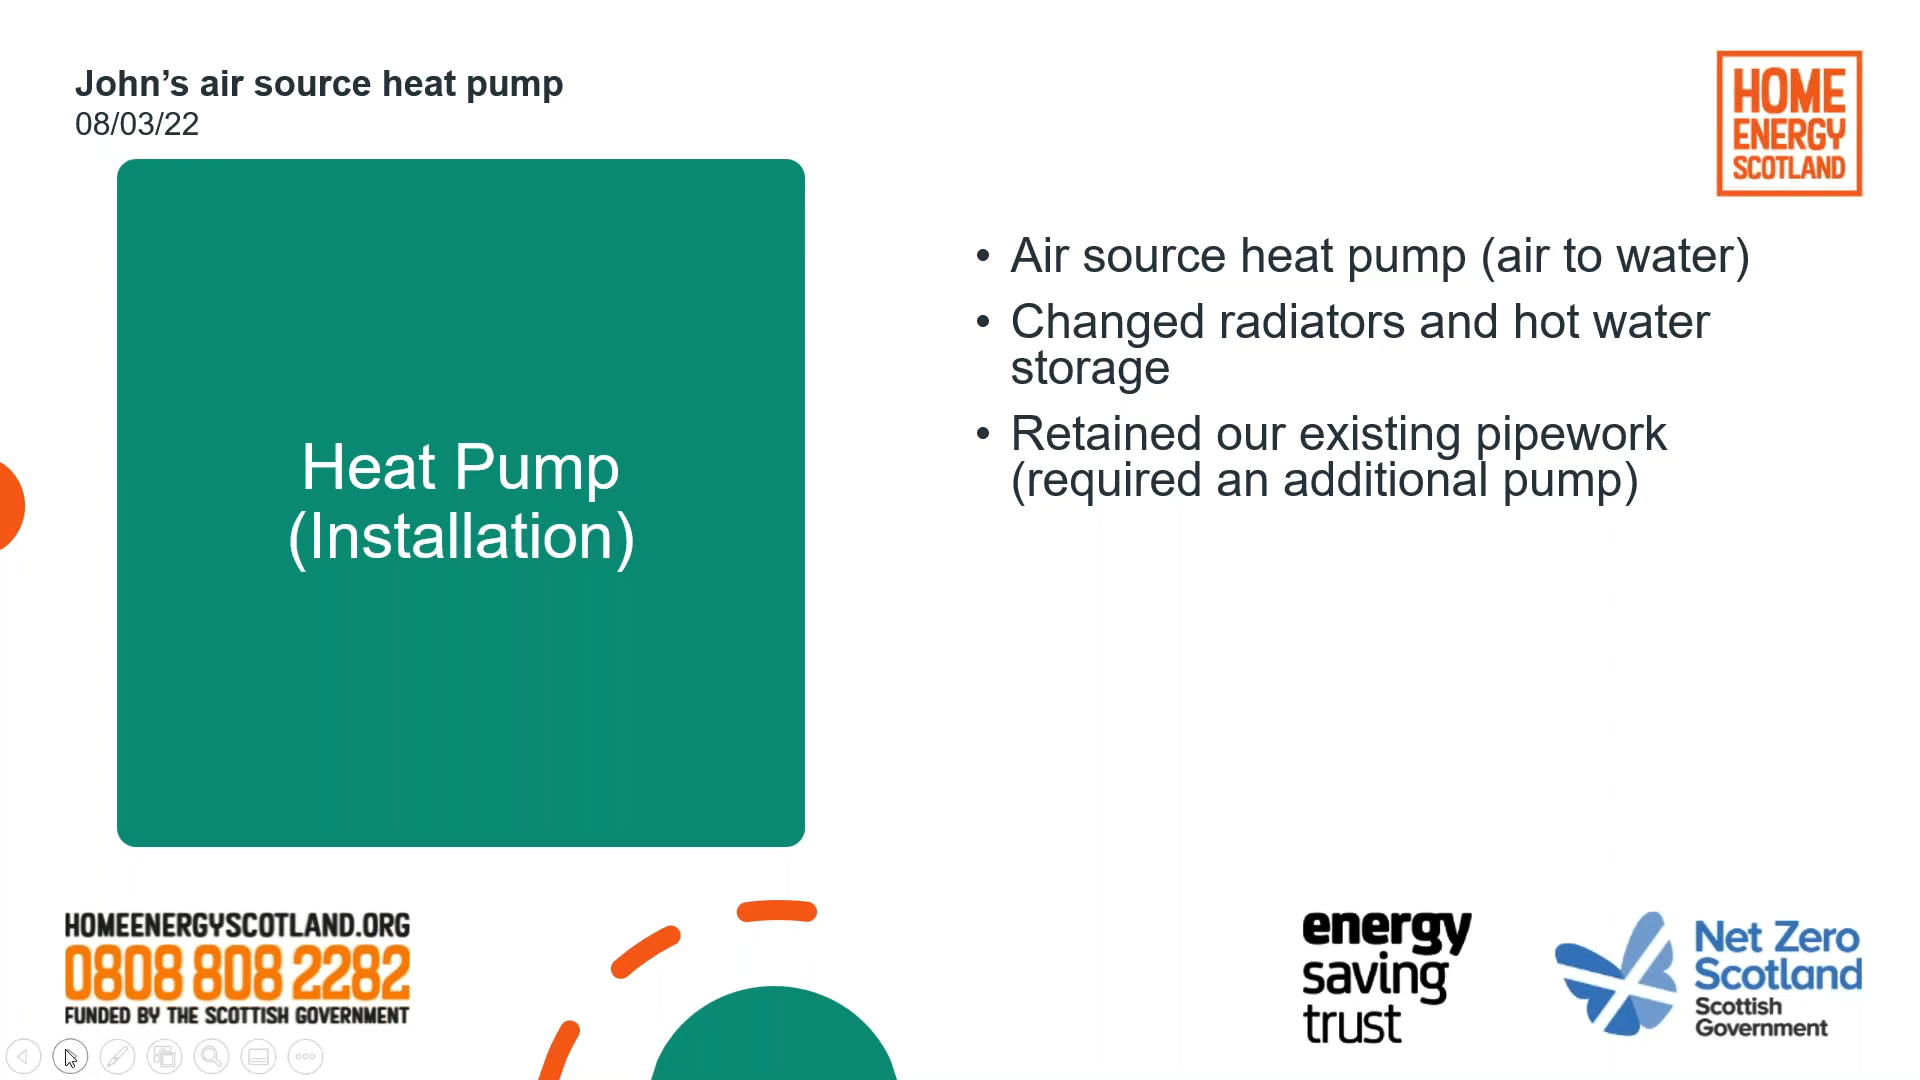 John’s air source heat pump
08/03/22
HOME
ENERGY
SCOTLAND
Heat Pump
(Installation)
• Air source heat pump (air to water)
• Changed radiators and hot water
storage
• Retained our existing pipework
(required an additional pump)
HOMEENERGYSCOTLAND.ORG
0808 808 2282
FUNDED BY THE SCOTTISH GOVERNMENT
energy
saving
trust
Net Zero
Scotland
Scottish
Government